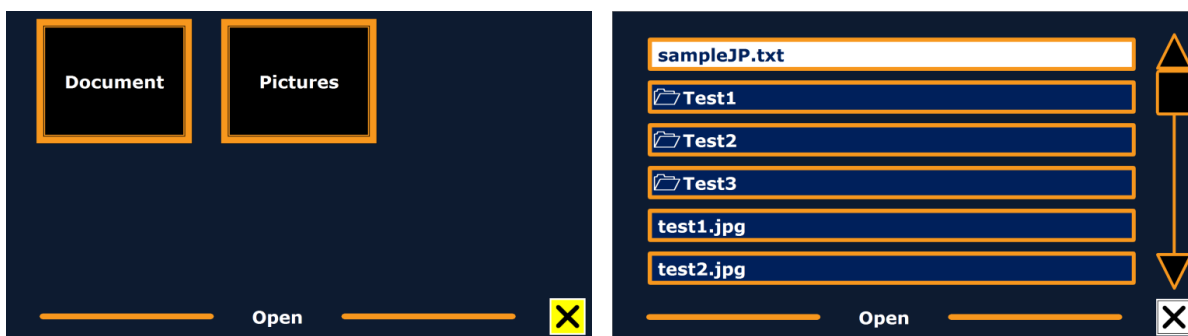 Document
Pictures
Open
sampleJP.txt
Test1
Test2
Test3
test1.jpg
test2.jpg
Open